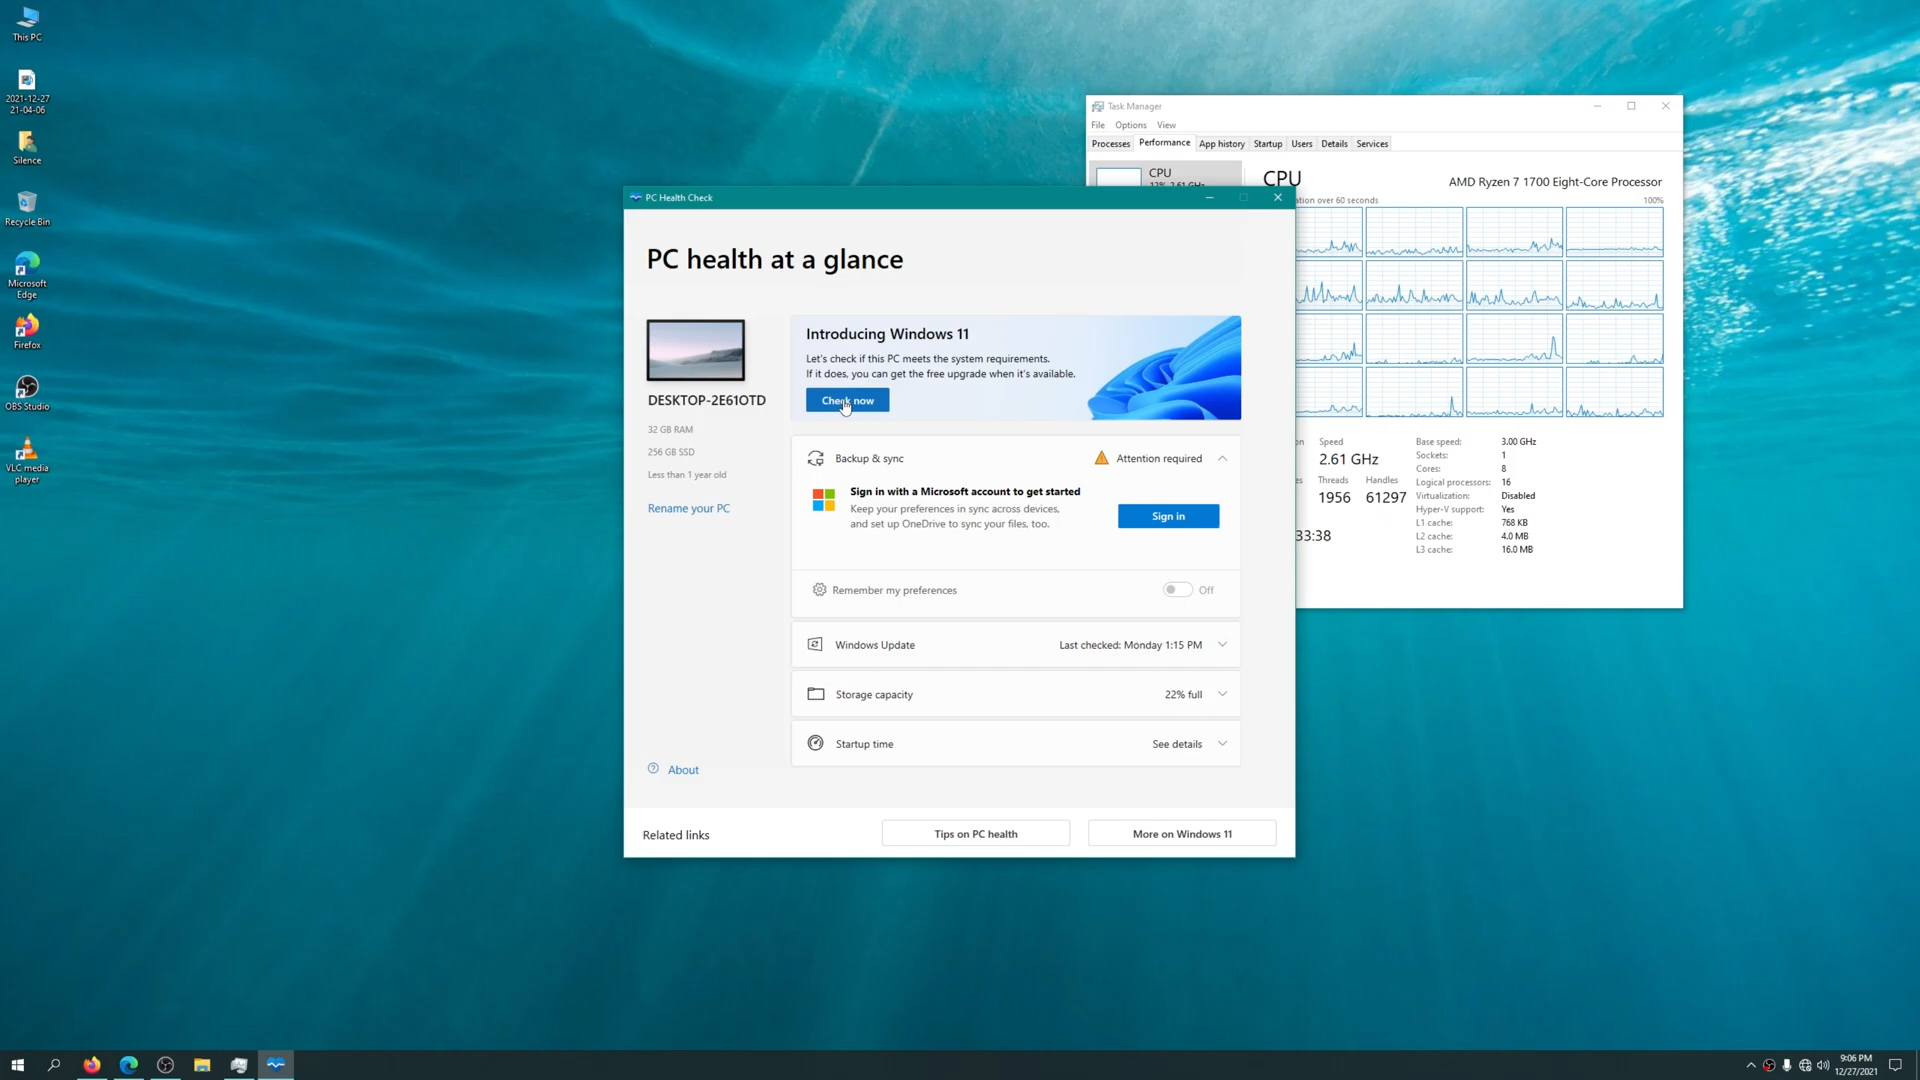 This PC
2021-12-27
21-04-06
Silence
Recycle Bin
Microsoft
Edge
Firefox
OBS Studio
VLC media
player
Task Manager
File Options View
Processes Performance App history Startup Users Details Services
CPU
12% 2.61 GHz
CPU
AMD Ryzen 7 1700 Eight-Core Processor
ation over 60 seconds 100%
on Speed
2.61 GHz
es Threads Handles
1956 61297
33:38
Base speed: 3.00 GHz
Sockets: 1
Cores: 8
Logical processors: 16
Virtualization: Disabled
Hyper-V support: Yes
L1 cache: 768 KB
L2 cache: 4.0 MB
L3 cache: 16.0 MB
PC Health Check
PC health at a glance
DESKTOP-2E61OTD
32 GB RAM
256 GB SSD
Less than 1 year old
Rename your PC
Introducing Windows 11
Let's check if this PC meets the system requirements.
If it does, you can get the free upgrade when it's available.
Check now
Backup & sync Attention required
Sign in with a Microsoft account to get started
Keep your preferences in sync across devices,
and set up OneDrive to sync your files, too.
Sign in
Remember my preferences Off
Windows Update Last checked: Monday 1:15 PM
Storage capacity 22% full
Startup time See details
About
Related links Tips on PC health More on Windows 11
9:06 PM
12/27/2021